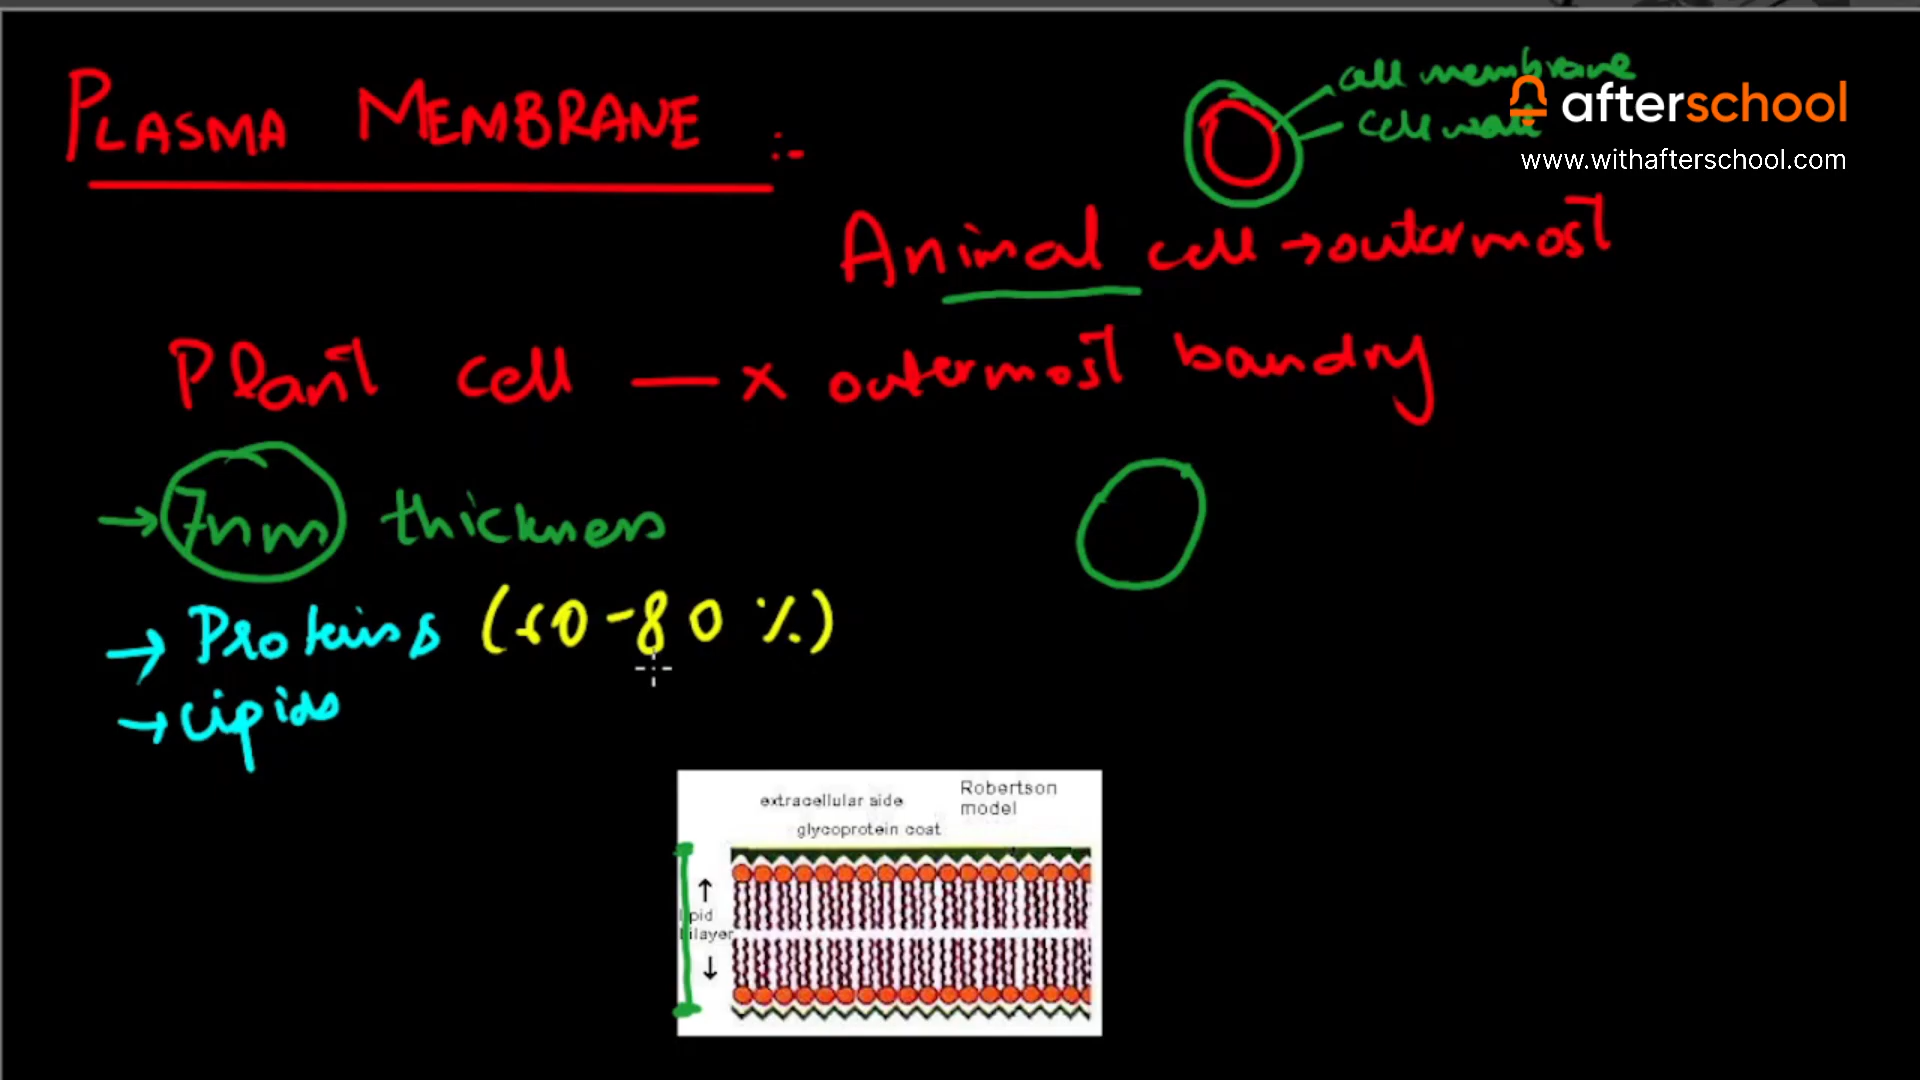 PLASMA MEMBRANE :-
cell membrane
cell wall
afterschool
www.withafterschool.com
Animal cell → outermost
Plant cell — x outermost boundry
→ 7nm thickness
→ Proteins (60-80 %)
→ Lipids
extracellular side
Robertson
model
glycoprotein coat
↑
lipid
bilayer
↓